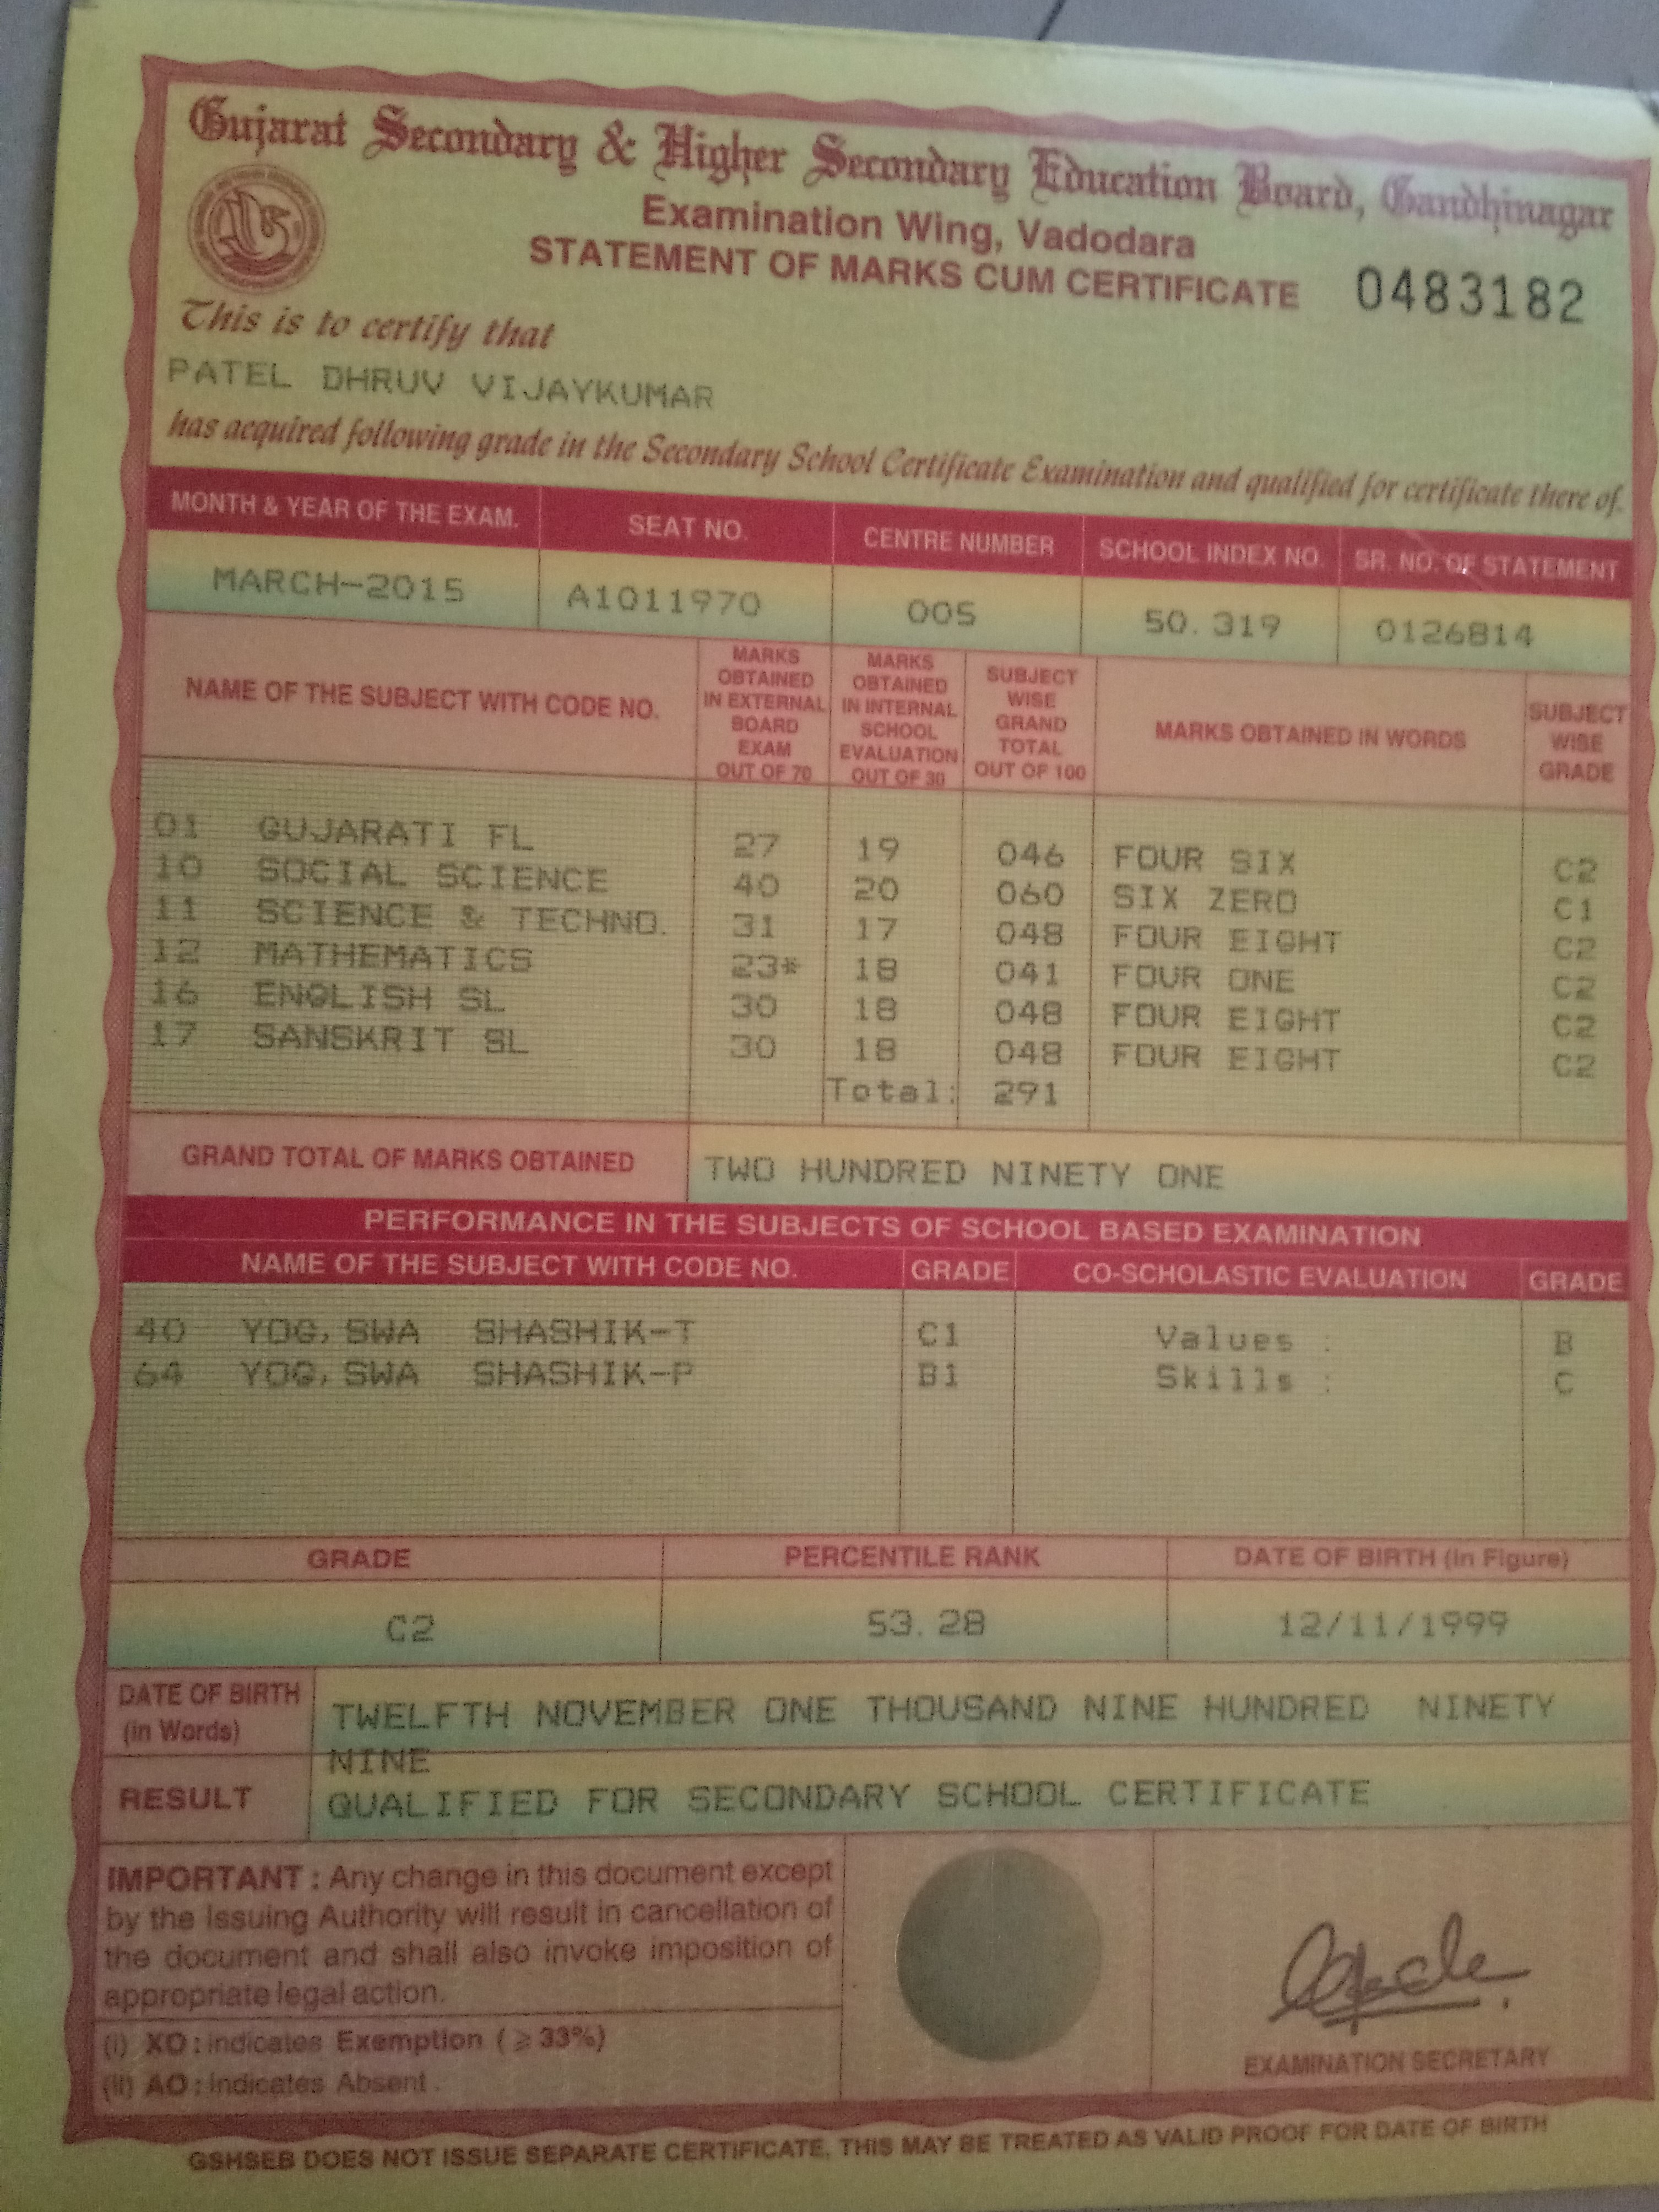 Gujarat Secondary & Higher Secondary Education Board, Gandhinagar
Examination Wing, Vadodara
STATEMENT OF MARKS CUM CERTIFICATE 0483182
This is to certify that
PATEL DHRUV VIJAYKUMAR
has acquired following grade in the Secondary School Certificate Examination and qualified for certificate there of.
MONTH & YEAR OF THE EXAM. SEAT NO. CENTRE NUMBER SCHOOL INDEX NO. SR. NO. OF STATEMENT
MARCH-2015 A1011970 005 50.319 0126814
NAME OF THE SUBJECT WITH CODE NO. MARKS OBTAINED IN EXTERNAL BOARD EXAM OUT OF 70 MARKS OBTAINED IN INTERNAL SCHOOL EVALUATION OUT OF 30 SUBJECT WISE GRAND TOTAL OUT OF 100 MARKS OBTAINED IN WORDS SUBJECT WISE GRADE
01 GUJARATI FL 27 19 046 FOUR SIX C2
10 SOCIAL SCIENCE 40 20 060 SIX ZERO C1
11 SCIENCE & TECHNO. 31 17 048 FOUR EIGHT C2
12 MATHEMATICS 23* 18 041 FOUR ONE C2
16 ENGLISH SL 30 18 048 FOUR EIGHT C2
17 SANSKRIT SL 30 18 048 FOUR EIGHT C2
Total: 291
GRAND TOTAL OF MARKS OBTAINED TWO HUNDRED NINETY ONE
PERFORMANCE IN THE SUBJECTS OF SCHOOL BASED EXAMINATION
NAME OF THE SUBJECT WITH CODE NO. GRADE CO-SCHOLASTIC EVALUATION GRADE
40 YOG, SWA SHASHIK-T C1 Values : B
64 YOG, SWA SHASHIK-P B1 Skills : C
GRADE PERCENTILE RANK DATE OF BIRTH (in Figure)
C2 53.28 12/11/1999
DATE OF BIRTH (in Words) TWELFTH NOVEMBER ONE THOUSAND NINE HUNDRED NINETY
NINE
RESULT QUALIFIED FOR SECONDARY SCHOOL CERTIFICATE
IMPORTANT : Any change in this document except
by the Issuing Authority will result in cancellation of
the document and shall also invoke imposition of
appropriate legal action.
(i) XO : Indicates Exemption ( ≥ 33%)
(ii) AO : Indicates Absent.
EXAMINATION SECRETARY
GSHSEB DOES NOT ISSUE SEPARATE CERTIFICATE, THIS MAY BE TREATED AS VALID PROOF FOR DATE OF BIRTH